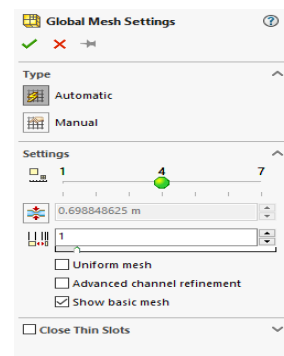 Global Mesh Settings
Type
Automatic
Manual
Settings
1 4 7
0.698848625 m
1
Uniform mesh
Advanced channel refinement
Show basic mesh
Close Thin Slots